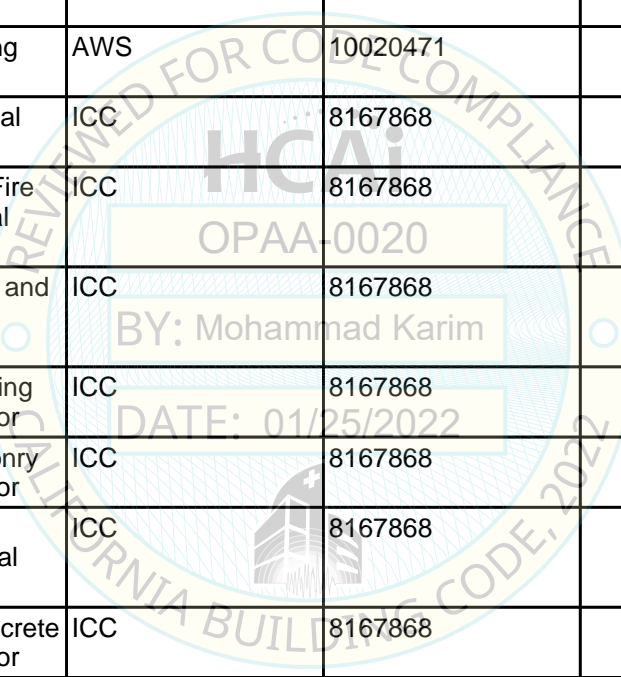 ng AWS 10020471
al ICC 8167868
Fire ICC 8167868
al
and ICC 8167868
ing ICC 8167868
or
onry ICC 8167868
or
ICC 8167868
al
crete ICC 8167868
or
REVIEWED FOR CODE COMPLIANCE
HCAi
OPAA-0020
BY: Mohammad Karim
DATE: 01/25/2022
CALIFORNIA BUILDING CODE, 2022